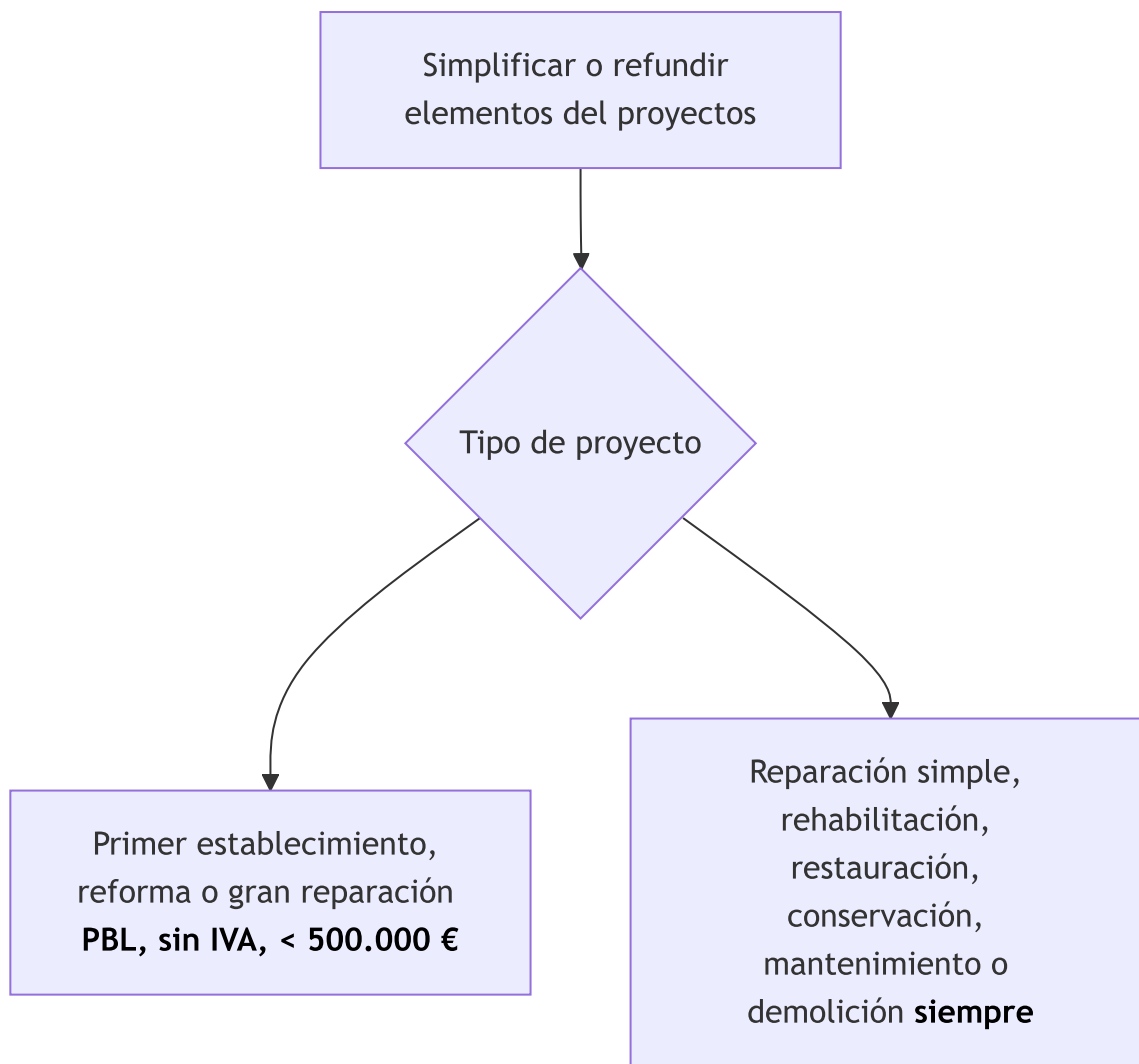 Simplificar o refundir
elementos del proyectos
Tipo de proyecto
Primer establecimiento,
reforma o gran reparación
PBL, sin IVA, < 500.000 €
Reparación simple,
rehabilitación,
restauración,
conservación,
mantenimiento o
demolición siempre